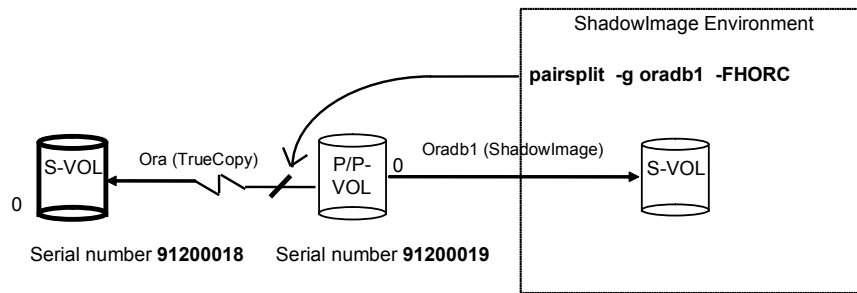 ShadowImage Environment
pairsplit -g oradb1 -FHORC
Ora (TrueCopy)
Oradb1 (ShadowImage)
S-VOL
P/P-
VOL
0
S-VOL
0
Serial number 91200018
Serial number 91200019